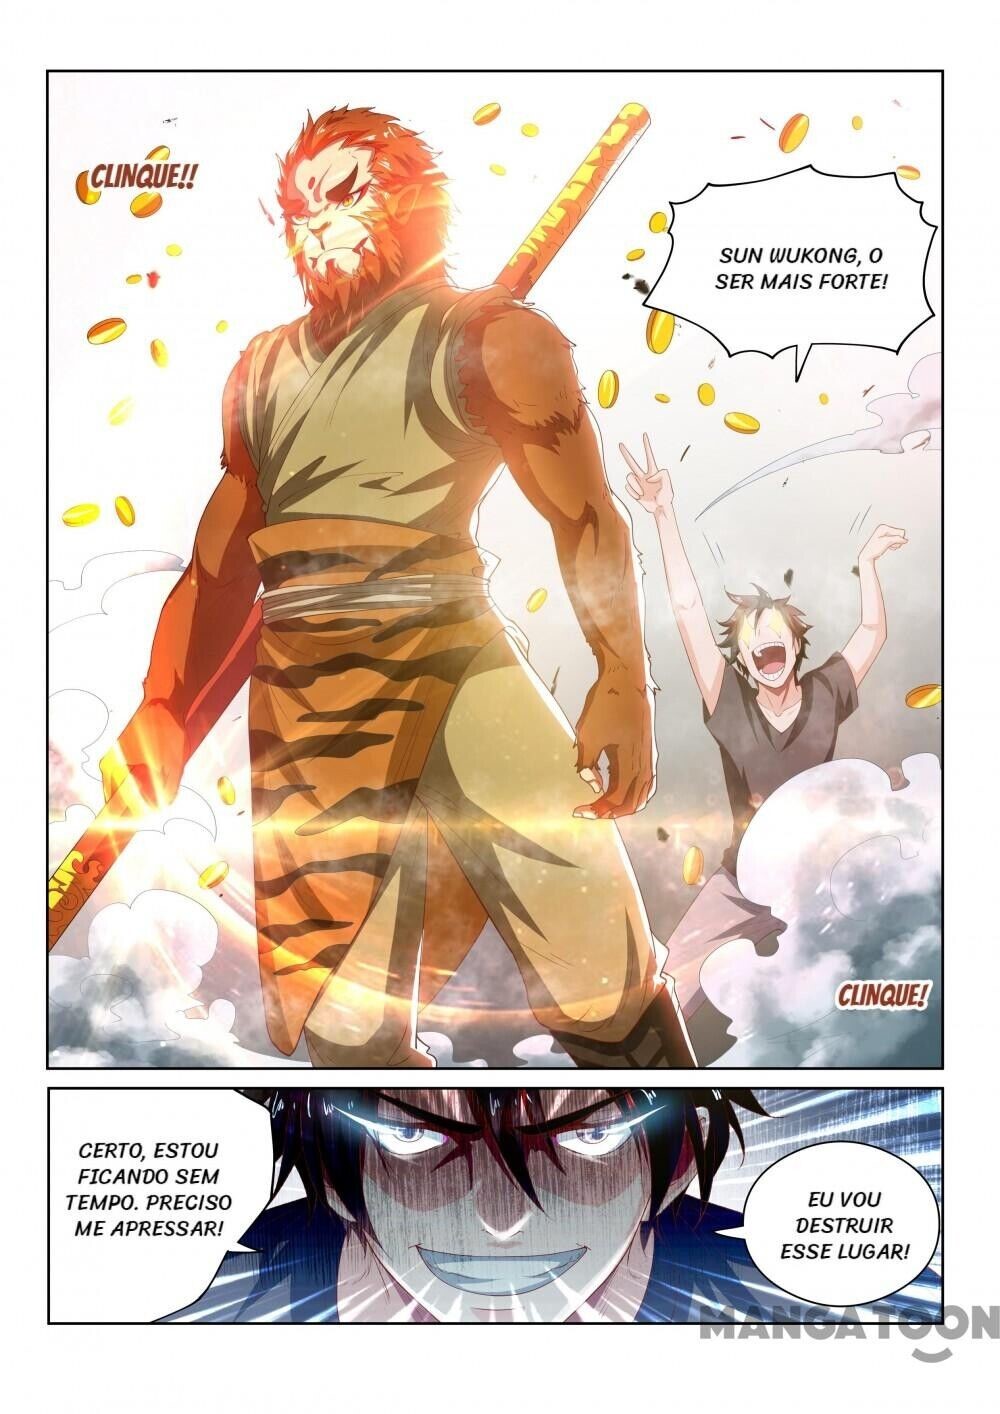 CLINQUE!!
SUN WUKONG, O
SER MAIS FORTE!
CLINQUE!
CERTO, ESTOU
FICANDO SEM
TEMPO. PRECISO
ME APRESSAR!
EU VOU
DESTRUIR
ESSE LUGAR!
MANGATOON